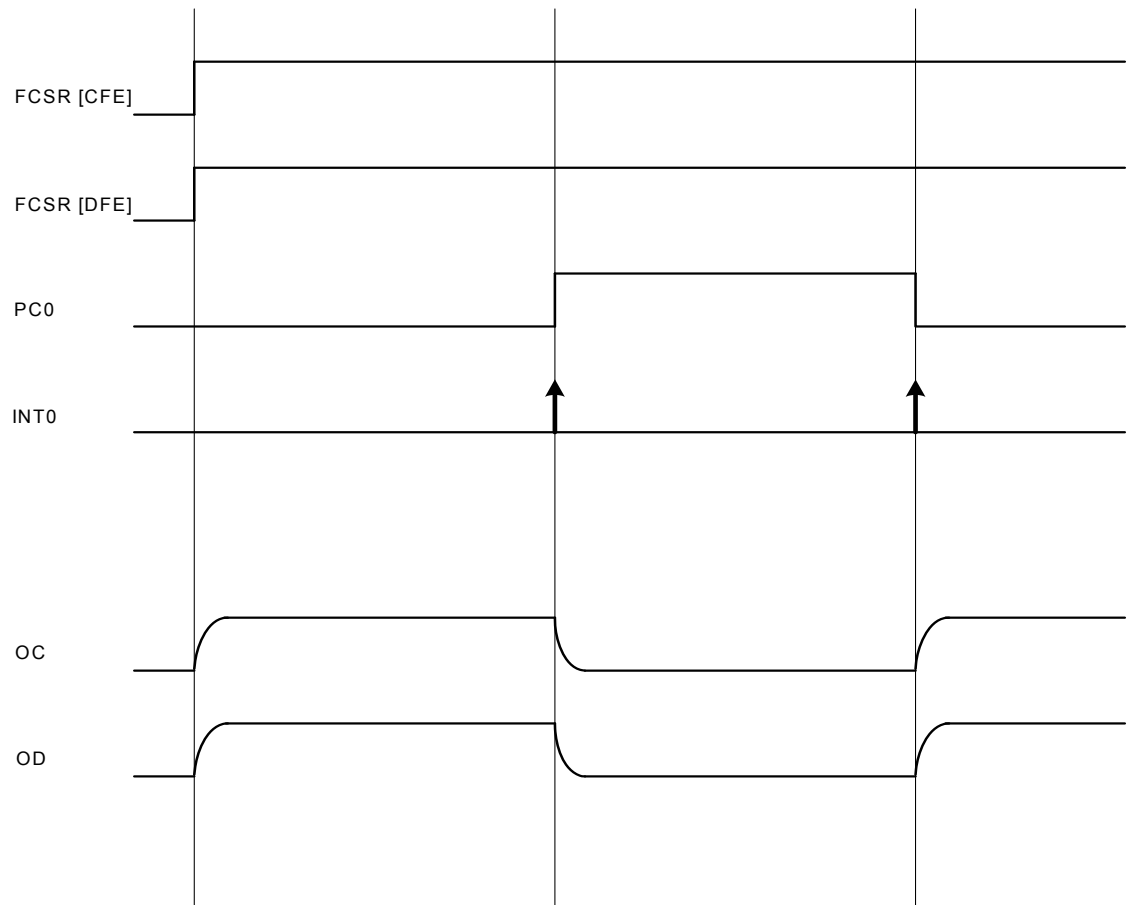 FCSR [CFE]
FCSR [DFE]
PC0
INT0
OC
OD